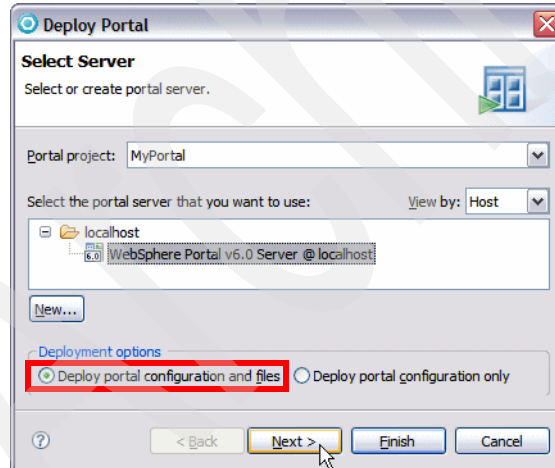 Deploy Portal
Select Server
Select or create portal server.
Portal project: MyPortal
Select the portal server that you want to use: View by: Host
localhost
6.0 WebSphere Portal v6.0 Server @ localhost
New...
Deployment options
Deploy portal configuration and files Deploy portal configuration only
? < Back Next > Finish Cancel